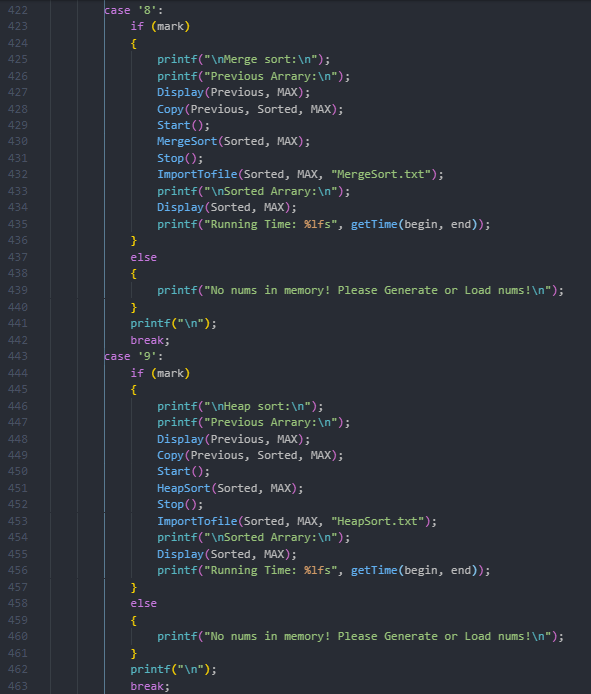 422 case '8':
423 if (mark)
424 {
425 printf("\nMerge sort:\n");
426 printf("Previous Arrary:\n");
427 Display(Previous, MAX);
428 Copy(Previous, Sorted, MAX);
429 Start();
430 MergeSort(Sorted, MAX);
431 Stop();
432 ImportTofile(Sorted, MAX, "MergeSort.txt");
433 printf("\nSorted Arrary:\n");
434 Display(Sorted, MAX);
435 printf("Running Time: %lfs", getTime(begin, end));
436 }
437 else
438 {
439 printf("No nums in memory! Please Generate or Load nums!\n");
440 }
441 printf("\n");
442 break;
443 case '9':
444 if (mark)
445 {
446 printf("\nHeap sort:\n");
447 printf("Previous Arrary:\n");
448 Display(Previous, MAX);
449 Copy(Previous, Sorted, MAX);
450 Start();
451 HeapSort(Sorted, MAX);
452 Stop();
453 ImportTofile(Sorted, MAX, "HeapSort.txt");
454 printf("\nSorted Arrary:\n");
455 Display(Sorted, MAX);
456 printf("Running Time: %lfs", getTime(begin, end));
457 }
458 else
459 {
460 printf("No nums in memory! Please Generate or Load nums!\n");
461 }
462 printf("\n");
463 break;